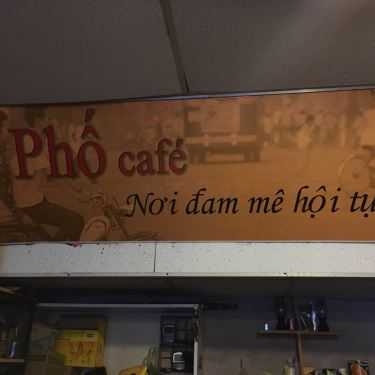 Phố café
Nơi đam mê hội tụ